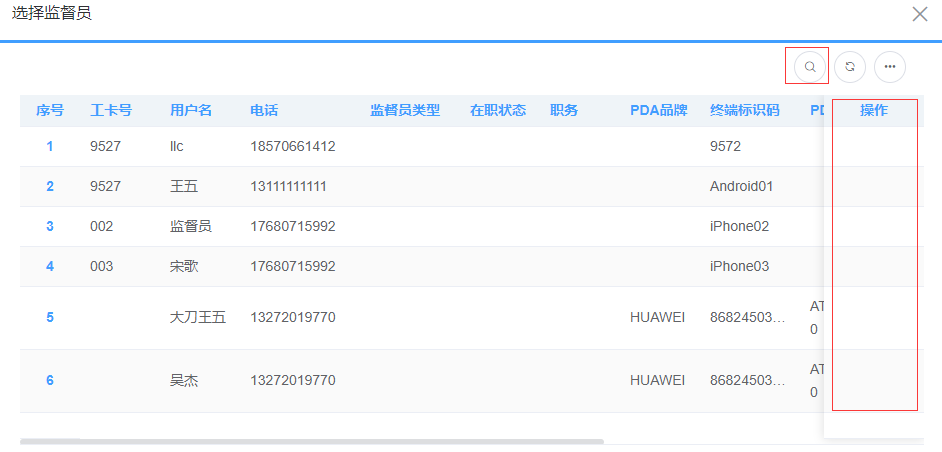 选择监督员
序号 工卡号 用户名 电话 监督员类型 在职状态 职务 PDA品牌 终端标识码 PD 操作
1 9527 llc 18570661412 9572
2 9527 王五 13111111111 Android01
3 002 监督员 17680715992 iPhone02
4 003 宋歌 17680715992 iPhone03
5 大刀王五 13272019770 HUAWEI 86824503... AT
0
6 吴杰 13272019770 HUAWEI 86824503... AT
0